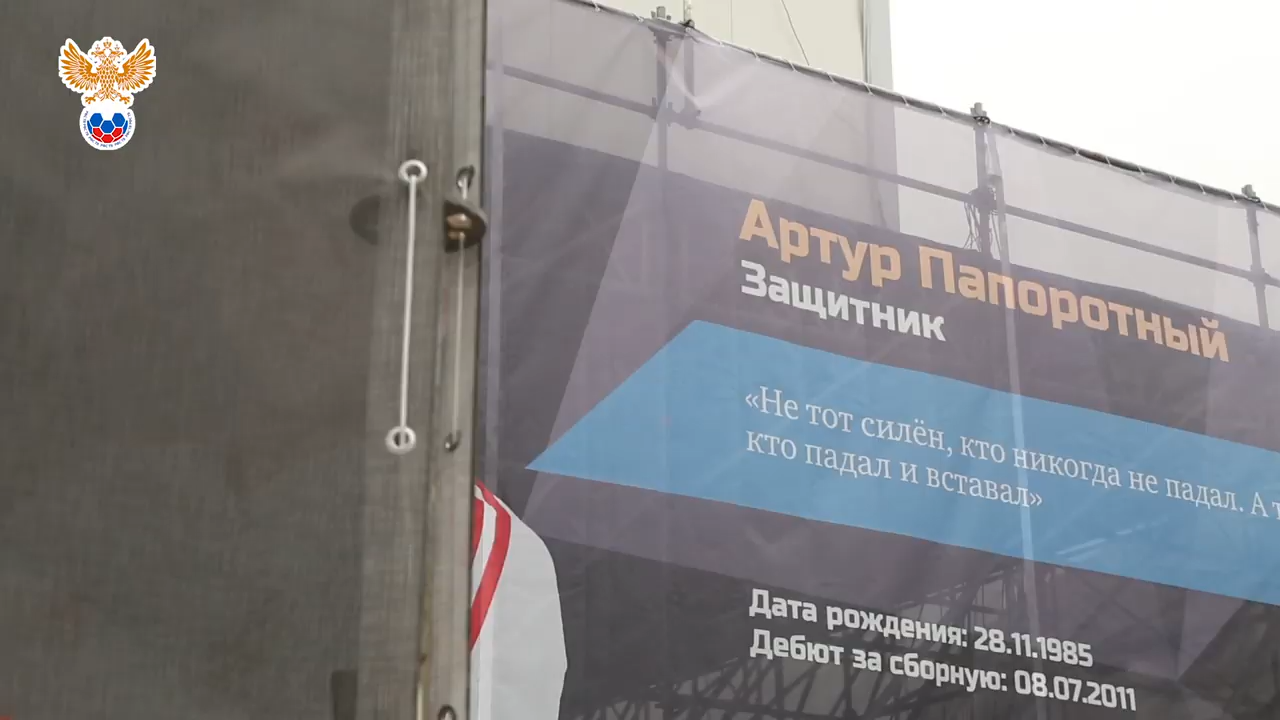 Артур Папоротный
Защитник
«Не тот силён, кто никогда не падал. А
кто падал и вставал»
Дата рождения: 28.11.1985
Дебют за сборную: 08.07.2011